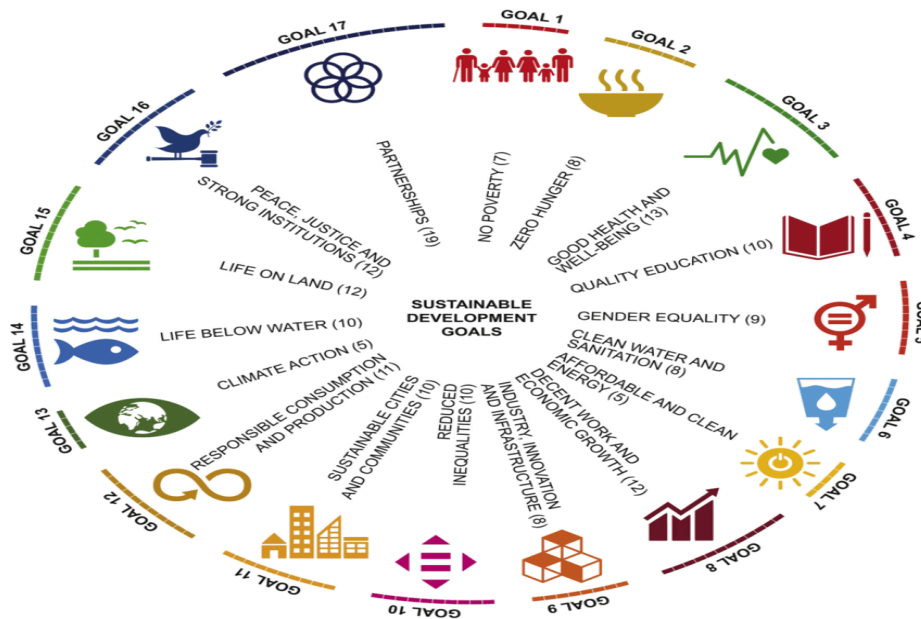 GOAL 1
GOAL 2
GOAL 3
GOAL 4
GOAL 5
GOAL 6
GOAL 7
GOAL 8
GOAL 9
GOAL 10
GOAL 11
GOAL 12
GOAL 13
GOAL 14
GOAL 15
GOAL 16
GOAL 17
SUSTAINABLE
DEVELOPMENT
GOALS
NO POVERTY (7)
ZERO HUNGER (8)
GOOD HEALTH AND
WELL-BEING (13)
QUALITY EDUCATION (10)
GENDER EQUALITY (9)
CLEAN WATER AND
SANITATION (8)
AFFORDABLE AND CLEAN
ENERGY (5)
DECENT WORK AND
ECONOMIC GROWTH (12)
INDUSTRY, INNOVATION
AND INFRASTRUCTURE (8)
REDUCED
INEQUALITIES (10)
SUSTAINABLE CITIES
AND COMMUNITIES (10)
RESPONSIBLE CONSUMPTION
AND PRODUCTION (11)
CLIMATE ACTION (5)
LIFE BELOW WATER (10)
LIFE ON LAND (12)
PEACE, JUSTICE AND
STRONG INSTITUTIONS (12)
PARTNERSHIPS (19)